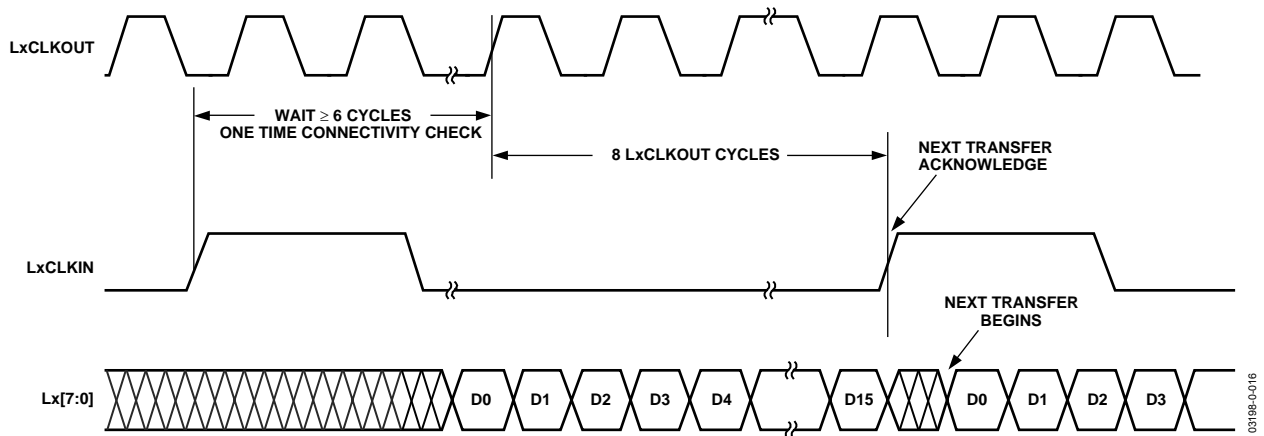 LxCLKOUT
WAIT ≥ 6 CYCLES
ONE TIME CONNECTIVITY CHECK
8 LxCLKOUT CYCLES
NEXT TRANSFER
ACKNOWLEDGE
LxCLKIN
NEXT TRANSFER
BEGINS
Lx[7:0]
D0 D1 D2 D3 D4 D15 D0 D1 D2 D3
03198-0-016